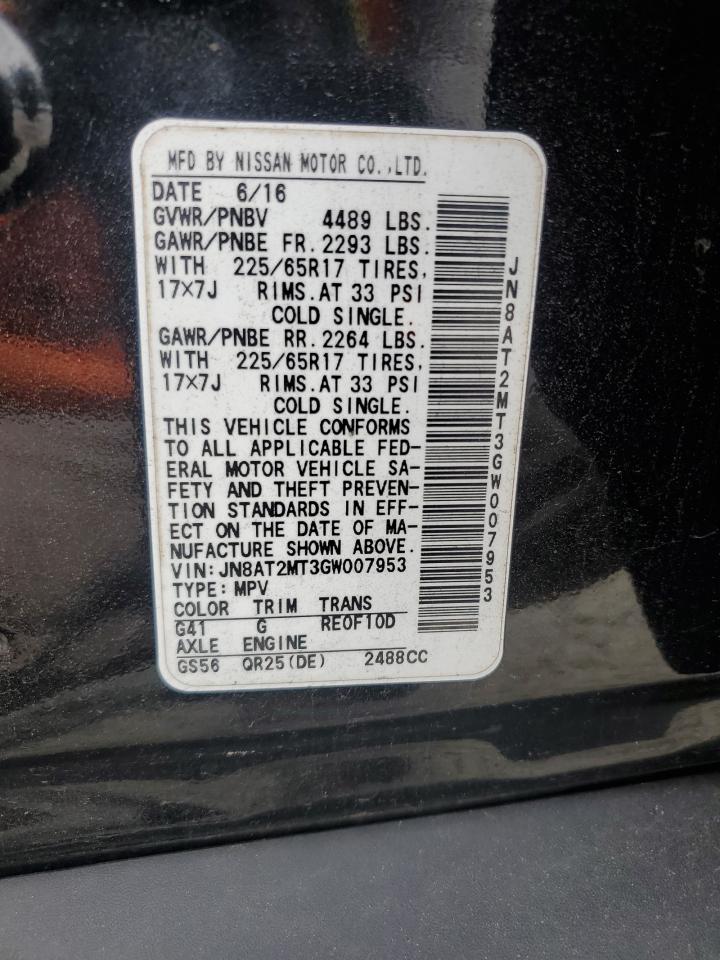 MFD BY NISSAN MOTOR CO.,LTD.
DATE 6/16
GVWR/PNBV 4489 LBS.
GAWR/PNBE FR. 2293 LBS.
WITH 225/65R17 TIRES,
17×7J RIMS. AT 33 PSI
COLD SINGLE.
GAWR/PNBE RR. 2264 LBS.
WITH 225/65R17 TIRES,
17×7J RIMS. AT 33 PSI
COLD SINGLE.
THIS VEHICLE CONFORMS
TO ALL APPLICABLE FED-
ERAL MOTOR VEHICLE SA-
FETY AND THEFT PREVEN-
TION STANDARDS IN EFF-
ECT ON THE DATE OF MA-
NUFACTURE SHOWN ABOVE.
VIN: JN8AT2MT3GW007953
TYPE: MPV
COLOR TRIM TRANS
G41 G RE0F10D
AXLE ENGINE
GS56 QR25(DE) 2488CC
JN8AT2MT3GW007953